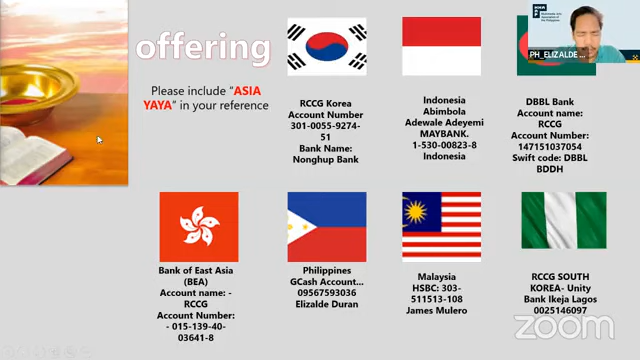 offering
Please include "ASIA
YAYA" in your reference
RCCG Korea
Account Number
301-0055-9274-
51
Bank Name:
Nonghup Bank
Indonesia
Abimbola
Adewale Adeyemi
MAYBANK.
1-530-00823-8
Indonesia
DBBL Bank
Account name:
RCCG
Account Number:
147151037054
Swift code: DBBL
BDDH
Bank of East Asia
(BEA)
Account name: -
RCCG
Account Number:
- 015-139-40-
03641-8
Philippines
GCash Account...
09567593036
Elizalde Duran
Malaysia
HSBC: 303-
511513-108
James Mulero
RCCG SOUTH
KOREA- Unity
Bank Ikeja Lagos
0025146097
PH_ELIZALDE
zoom